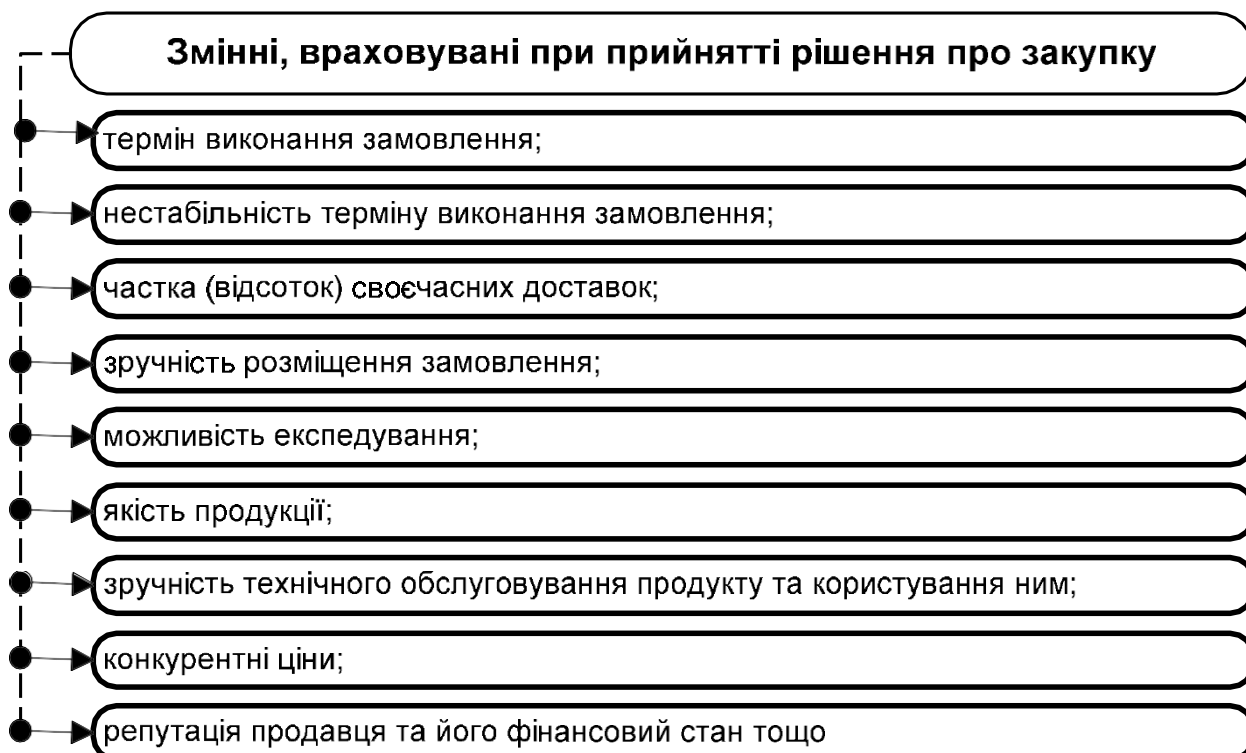 Змінні, враховувані при прийнятті рішення про закупку
термін виконання замовлення;
нестабільність терміну виконання замовлення;
частка (відсоток) своєчасних доставок;
зручність розміщення замовлення;
можливість експедування;
якість продукції;
зручність технічного обслуговування продукту та користування ним;
конкурентні ціни;
репутація продавця та його фінансовий стан тощо